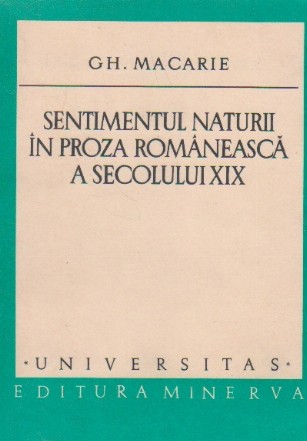 GH. MACARIE
SENTIMENTUL NATURII
ÎN PROZA ROMÂNEASCĂ
A SECOLULUI XIX
· UNIVERSITAS ·
EDITURA MINERVA